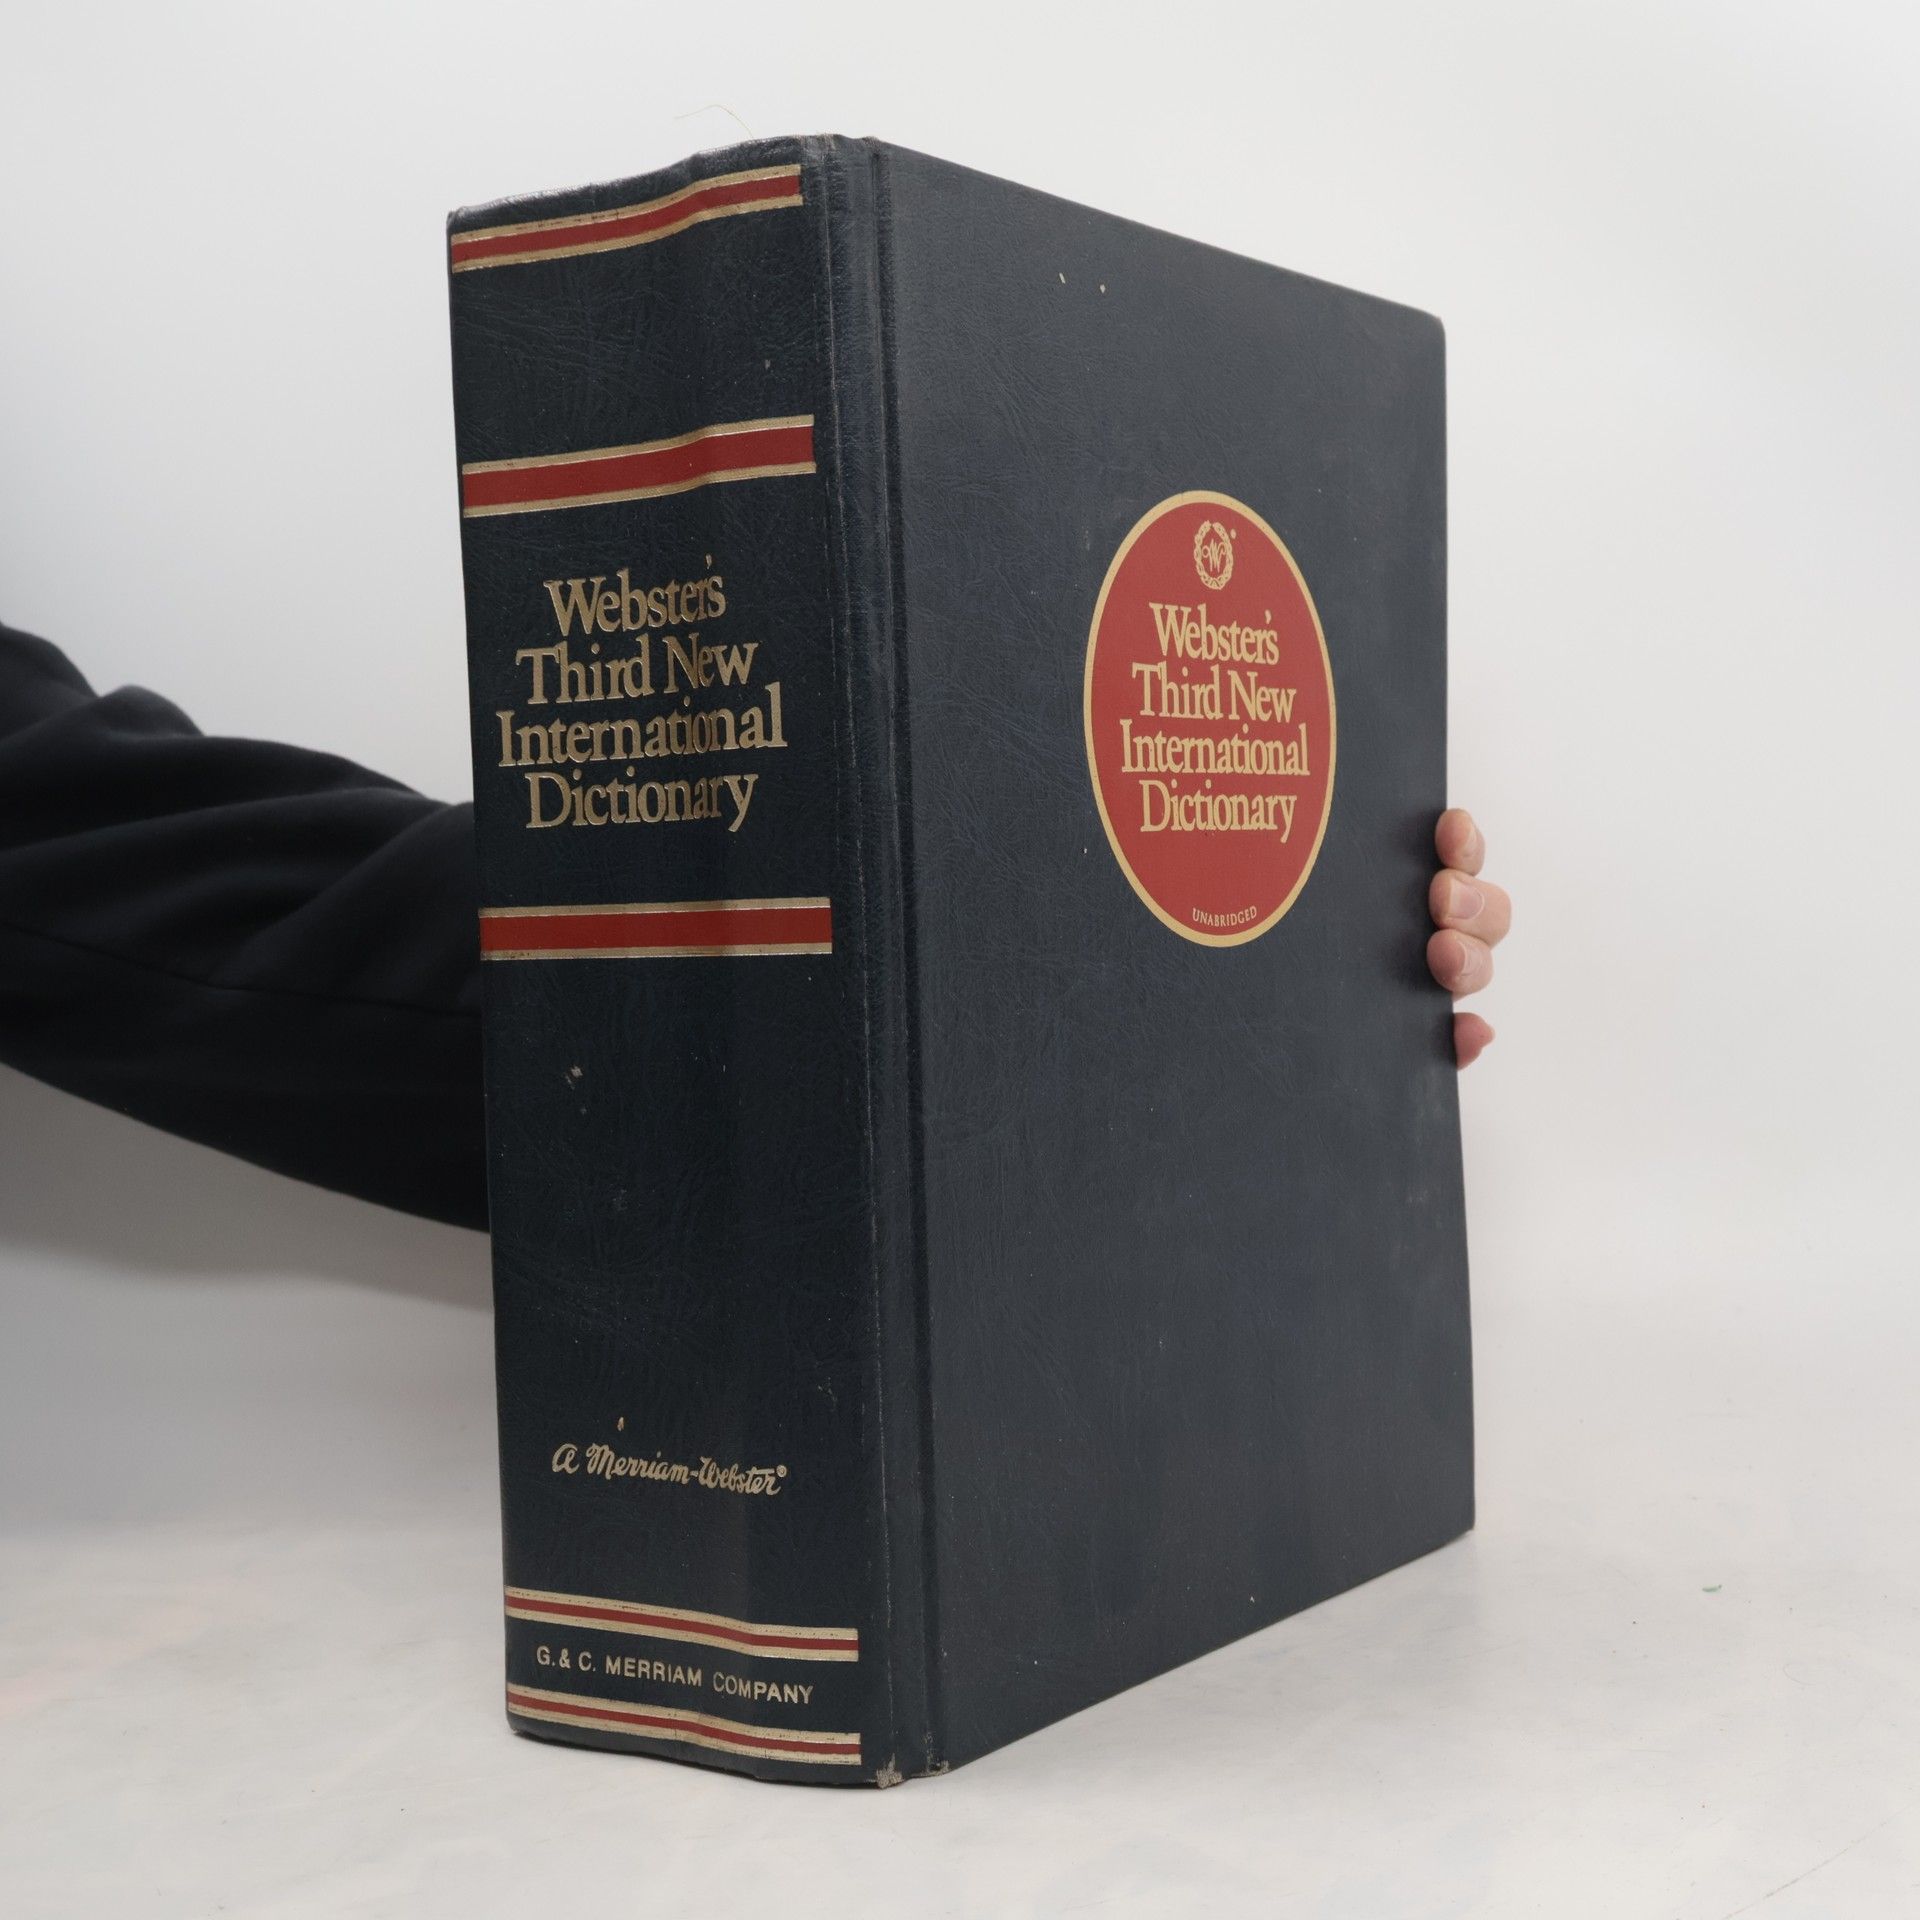 Webster's
Third New
International
Dictionary
A Merriam-Webster®
G. & C. MERRIAM COMPANY
W®
Webster's
Third New
International
Dictionary
UNABRIDGED